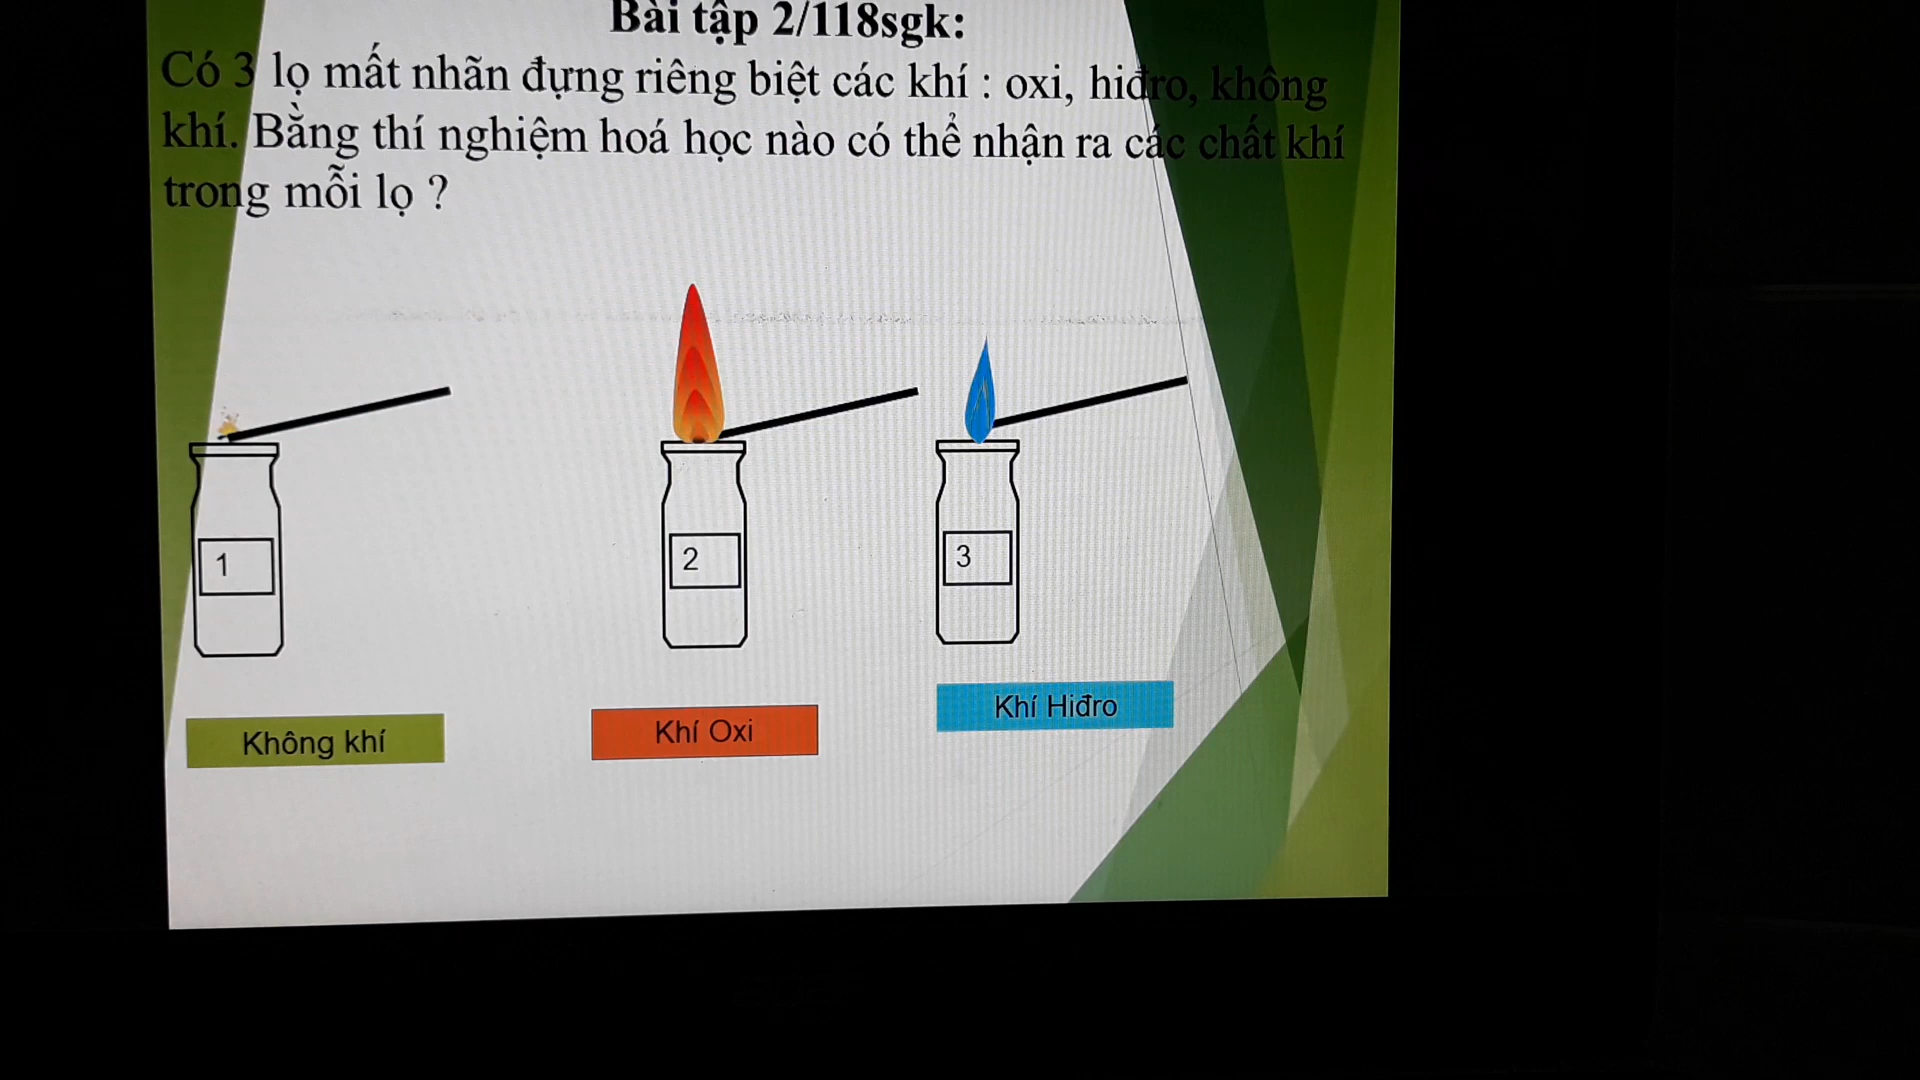 Bài tập 2/118sgk:
Có 3 lọ mất nhãn đựng riêng biệt các khí : oxi, hiđro, không
khí. Bằng thí nghiệm hoá học nào có thể nhận ra các chất khí
trong mỗi lọ ?
1
2
3
Không khí
Khí Oxi
Khí Hiđro